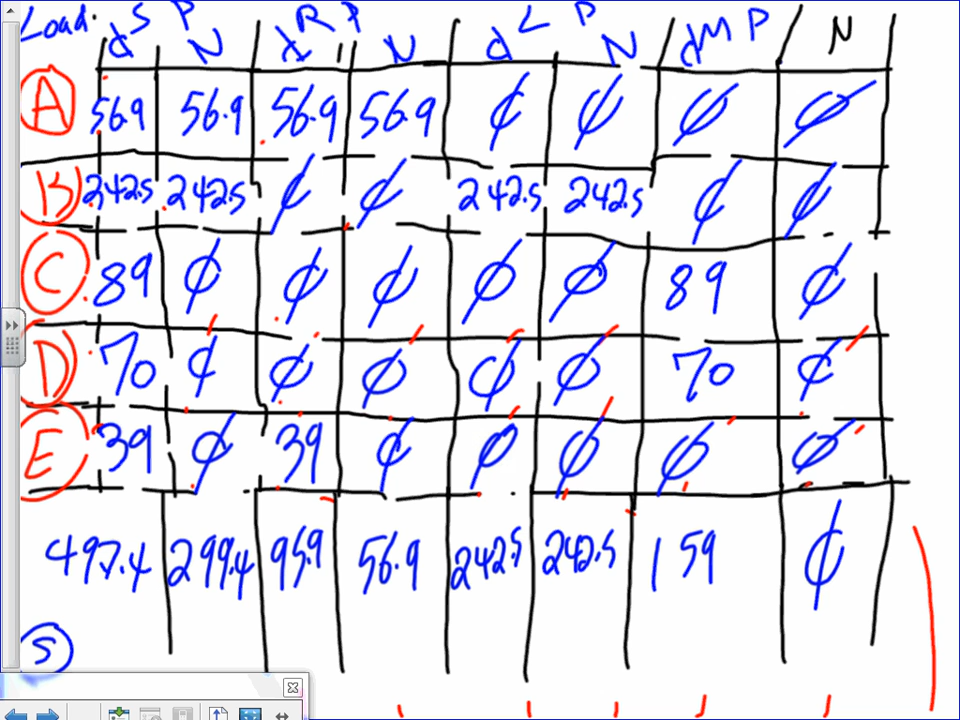 Load. S P R P L P M P
d N d N d N d N
A 56.9 56.9 56.9 56.9 ϕ ϕ ϕ ϕ
B 242.5 242.5 ϕ ϕ 242.5 242.5 ϕ ϕ
C 89 ϕ ϕ ϕ ϕ ϕ 89 ϕ
D 70 ϕ ϕ ϕ ϕ ϕ 70 ϕ
E 39 ϕ 39 ϕ ϕ ϕ ϕ ϕ
497.4 299.4 95.9 56.9 242.5 242.5 159 ϕ
S